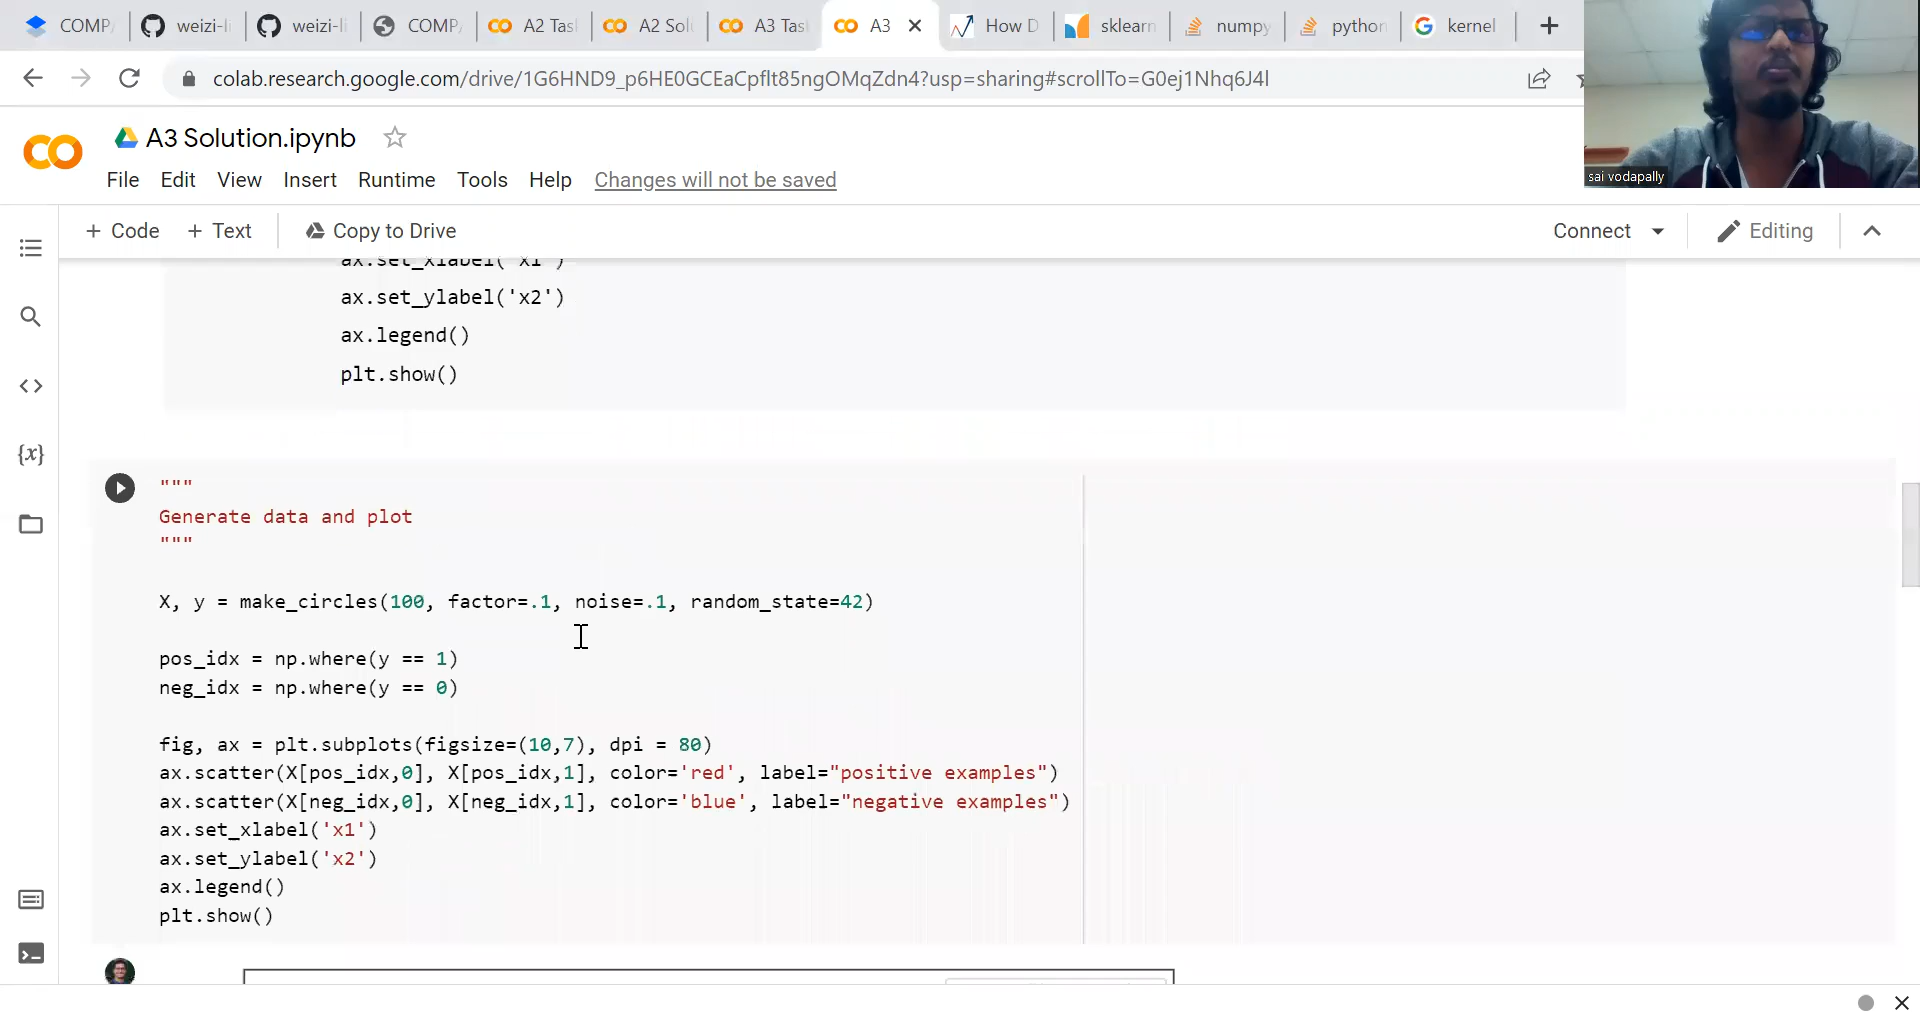 COMP/
weizi-li
weizi-li
COMP/
A2 Tas
A2 Sol
A3 Tas
A3
How D
sklearn
numpy
python
kernel
colab.research.google.com/drive/1G6HND9_p6HE0GCEaCpflt85ngOMqZdn4?usp=sharing#scrollTo=G0ej1Nhq6J4l
sai vodapally
A3 Solution.ipynb
File Edit View Insert Runtime Tools Help Changes will not be saved
+ Code + Text Copy to Drive
Connect Editing
ax.set_xlabel('x1')
ax.set_ylabel('x2')
ax.legend()
plt.show()
"""
Generate data and plot
"""
X, y = make_circles(100, factor=.1, noise=.1, random_state=42)
pos_idx = np.where(y == 1)
neg_idx = np.where(y == 0)
fig, ax = plt.subplots(figsize=(10,7), dpi = 80)
ax.scatter(X[pos_idx,0], X[pos_idx,1], color='red', label="positive examples")
ax.scatter(X[neg_idx,0], X[neg_idx,1], color='blue', label="negative examples")
ax.set_xlabel('x1')
ax.set_ylabel('x2')
ax.legend()
plt.show()